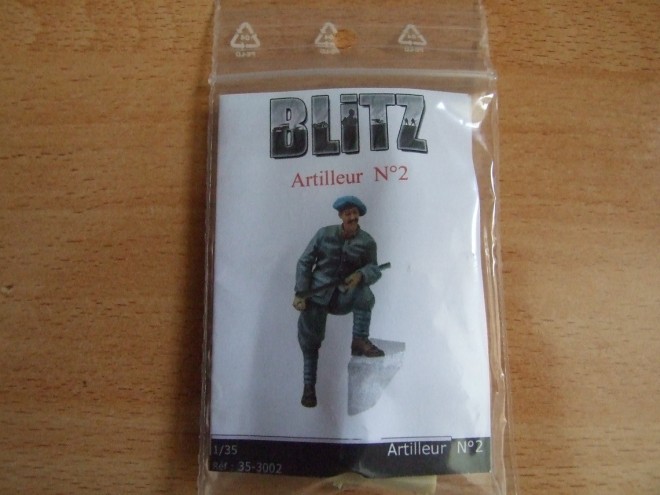 BLiTZ
Artilleur N°2
1/35
Artilleur N°2
Réf : 35-3002